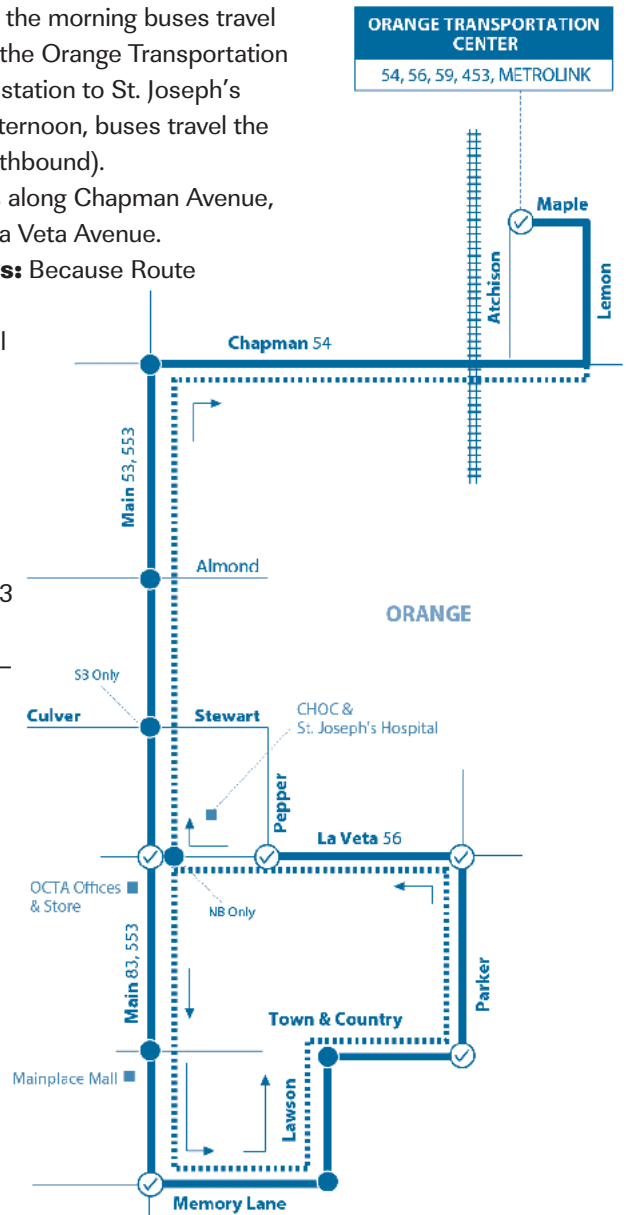 the morning buses travel
the Orange Transportation
station to St. Joseph's
ternoon, buses travel the
thbound).
along Chapman Avenue,
a Veta Avenue.
s: Because Route
l
3
ORANGE TRANSPORTATION
CENTER
54, 56, 59, 453, METROLINK
Maple
Atchison
Lemon
Chapman 54
Main 53, 553
Almond
ORANGE
SB Only
Culver
Stewart
CHOC &
St. Joseph's Hospital
Pepper
La Veta 56
OCTA Offices
& Store
NB Only
Main 83, 553
Parker
Town & Country
Mainplace Mall
Lawson
Memory Lane